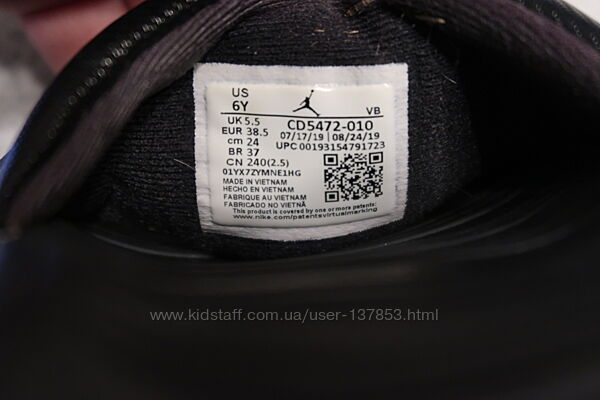 US
6Y
VB
UK 5.5
EUR 38.5
cm 24
BR 37
CN 240(2.5)
CD5472-010
07/17/19 08/24/19
UPC 00193154791723
01YX7ZYMNE1HG
MADE IN VIETNAM
HECHO EN VIETNAM
FABRIQUE AU VIETNAM
FABRICADO NO VIETNÃ
This product is covered by one or more patents:
www.nike.com/patentsvirtualmarking
www.kidstaff.com.ua/user-137853.html